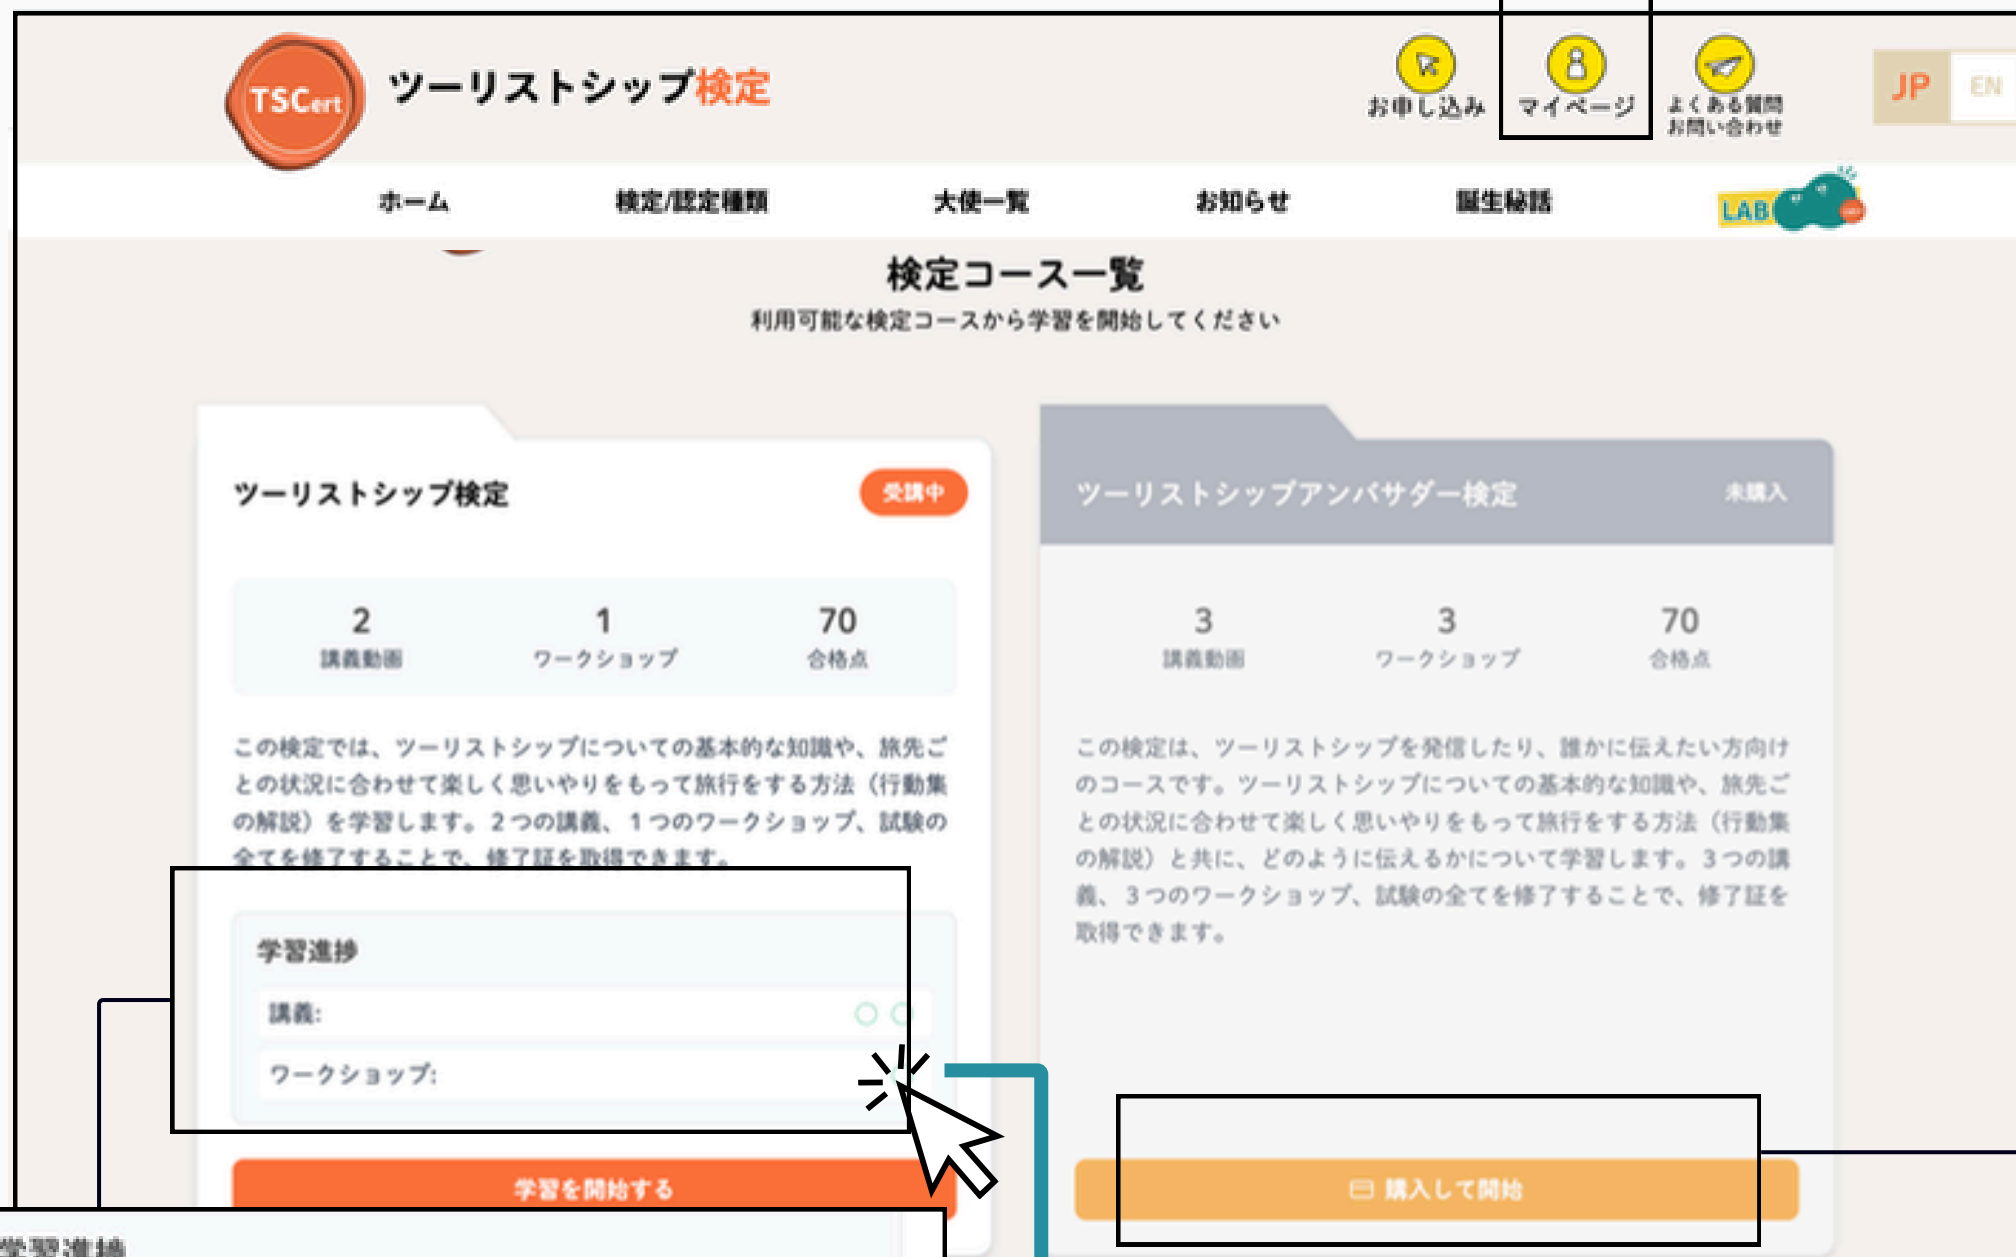 TSCert
ツーリストシップ検定
お申し込み
マイページ
よくある質問
お問い合わせ
JP
EN
ホーム
検定/認定種類
大使一覧
お知らせ
誕生秘話
LAB
検定コース一覧
利用可能な検定コースから学習を開始してください
ツーリストシップ検定
受講中
2
講義動画
1
ワークショップ
70
合格点
この検定では、ツーリストシップについての基本的な知識や、旅先ご
との状況に合わせて楽しく思いやりをもって旅行をする方法（行動集
の解説）を学習します。2つの講義、1つのワークショップ、試験の
全てを修了することで、修了証を取得できます。
学習進捗
講義:
ワークショップ:
学習を開始する
ツーリストシップアンバサダー検定
未購入
3
講義動画
3
ワークショップ
70
合格点
この検定は、ツーリストシップを発信したり、誰かに伝えたい方向け
のコースです。ツーリストシップについての基本的な知識や、旅先ご
との状況に合わせて楽しく思いやりをもって旅行をする方法（行動集
の解説）と共に、どのように伝えるかについて学習します。3つの講
義、3つのワークショップ、試験の全てを修了することで、修了証を
取得できます。
購入して開始
学習進捗